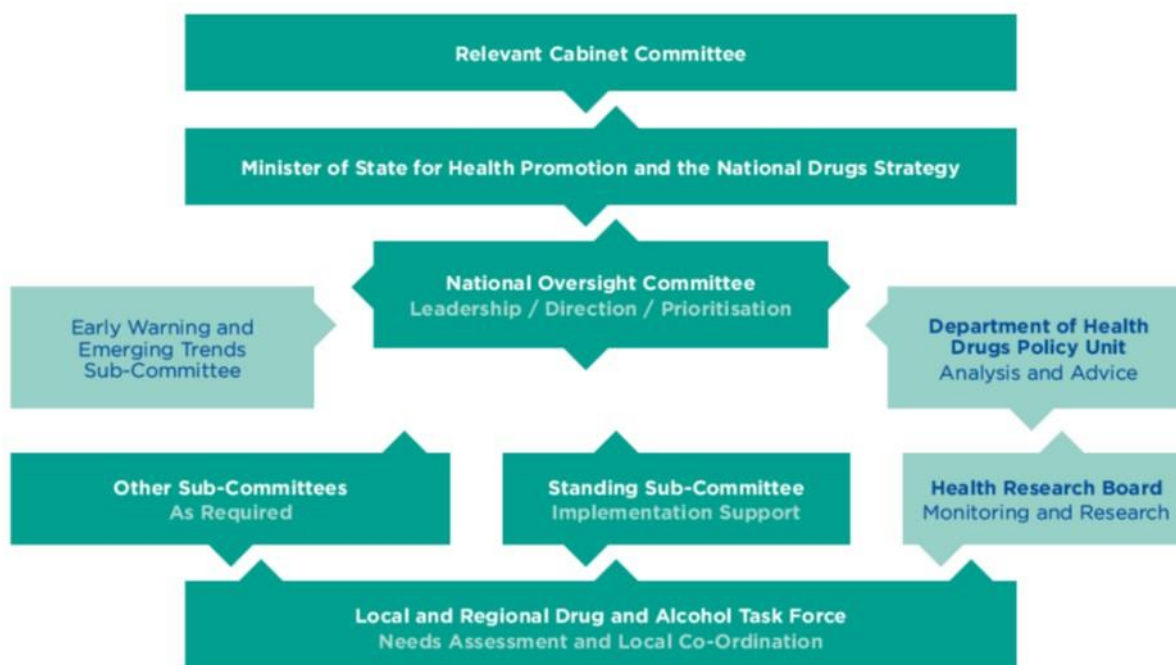 Relevant Cabinet Committee
Minister of State for Health Promotion and the National Drugs Strategy
National Oversight Committee
Leadership / Direction / Prioritisation
Early Warning and
Emerging Trends
Sub-Committee
Department of Health
Drugs Policy Unit
Analysis and Advice
Other Sub-Committees
As Required
Standing Sub-Committee
Implementation Support
Health Research Board
Monitoring and Research
Local and Regional Drug and Alcohol Task Force
Needs Assessment and Local Co-Ordination